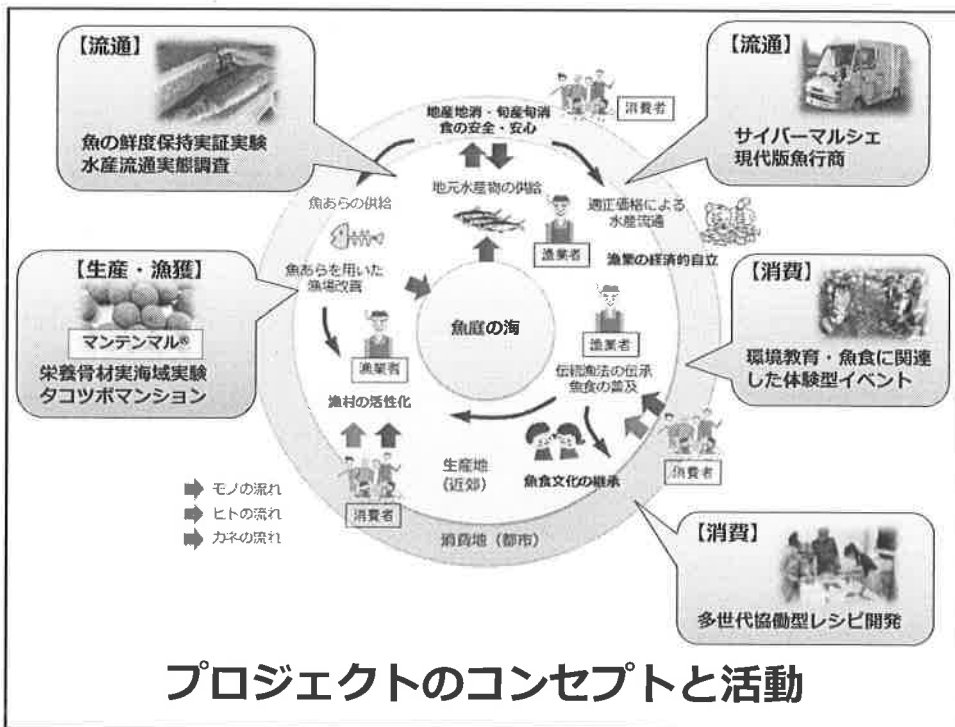 【流通】
魚の鮮度保持実証実験
水産流通実態調査
【流通】
サイバーマルシェ
現代版魚行商
消費者
地産地消・旬産旬消
食の安全・安心
地元水産物の供給
魚あらの供給
適正価格による
水産流通
漁業者
漁業の経済的自立
【生産・漁獲】
マンテンマル®
栄養骨材実海域実験
タコツボマンション
魚あらを用いた
漁場改善
魚庭の海
【消費】
環境教育・魚食に関連
した体験型イベント
漁業者
漁業者
伝統漁法の伝承
魚食の普及
漁村の活性化
生産地
(近郊)
魚食文化の継承
消費者
消費者
モノの流れ
ヒトの流れ
カネの流れ
消費地(都市)
【消費】
多世代協働型レシピ開発
プロジェクトのコンセプトと活動